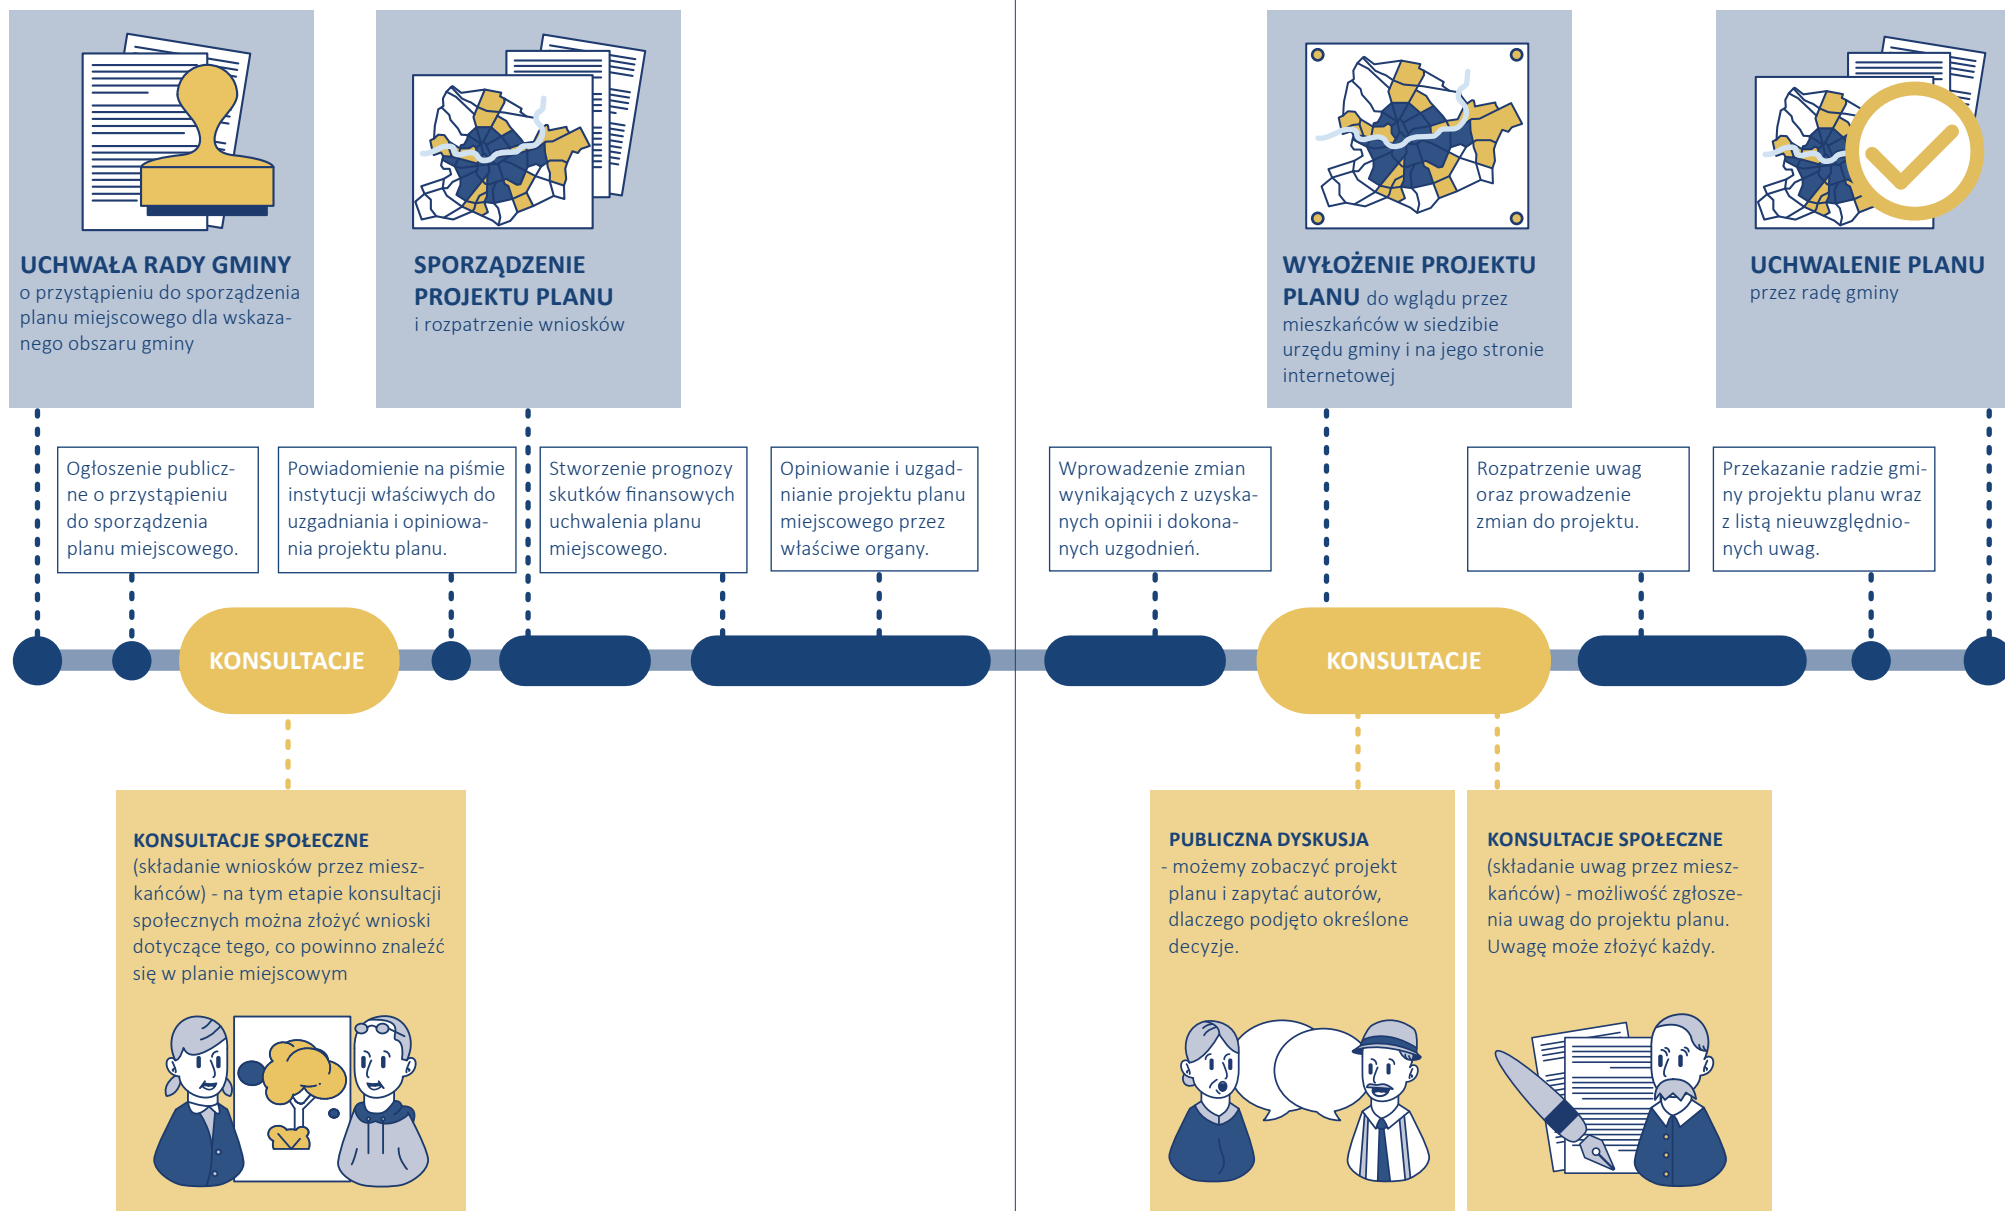 UCHWAŁA RADY GMINY
o przystąpieniu do sporządzenia
planu miejscowego dla wskaza-
nego obszaru gminy
SPORZĄDZENIE
PROJEKTU PLANU
i rozpatrzenie wniosków
WYŁOŻENIE PROJEKTU
PLANU do wglądu przez
mieszkańców w siedzibie
urzędu gminy i na jego stronie
internetowej
UCHWALENIE PLANU
przez radę gminy
Ogłoszenie publicz-
ne o przystąpieniu
do sporządzenia
planu miejscowego.
Powiadomienie na piśmie
instytucji właściwych do
uzgadniania i opiniowa-
nia projektu planu.
Stworzenie prognozy
skutków finansowych
uchwalenia planu
miejscowego.
Opiniowanie i uzgad-
nianie projektu planu
miejscowego przez
właściwe organy.
Wprowadzenie zmian
wynikających z uzyska-
nych opinii i dokona-
nych uzgodnień.
Rozpatrzenie uwag
oraz prowadzenie
zmian do projektu.
Przekazanie radzie gmi-
ny projektu planu wraz
z listą nieuwzględnio-
nych uwag.
KONSULTACJE
KONSULTACJE
KONSULTACJE SPOŁECZNE
(składanie wniosków przez miesz-
kańców) - na tym etapie konsultacji
społecznych można złożyć wnioski
dotyczące tego, co powinno znaleźć
się w planie miejscowym
PUBLICZNA DYSKUSJA
- możemy zobaczyć projekt
planu i zapytać autorów,
dlaczego podjęto określone
decyzje.
KONSULTACJE SPOŁECZNE
(składanie uwag przez miesz-
kańców) - możliwość zgłosze-
nia uwag do projektu planu.
Uwagę może złożyć każdy.